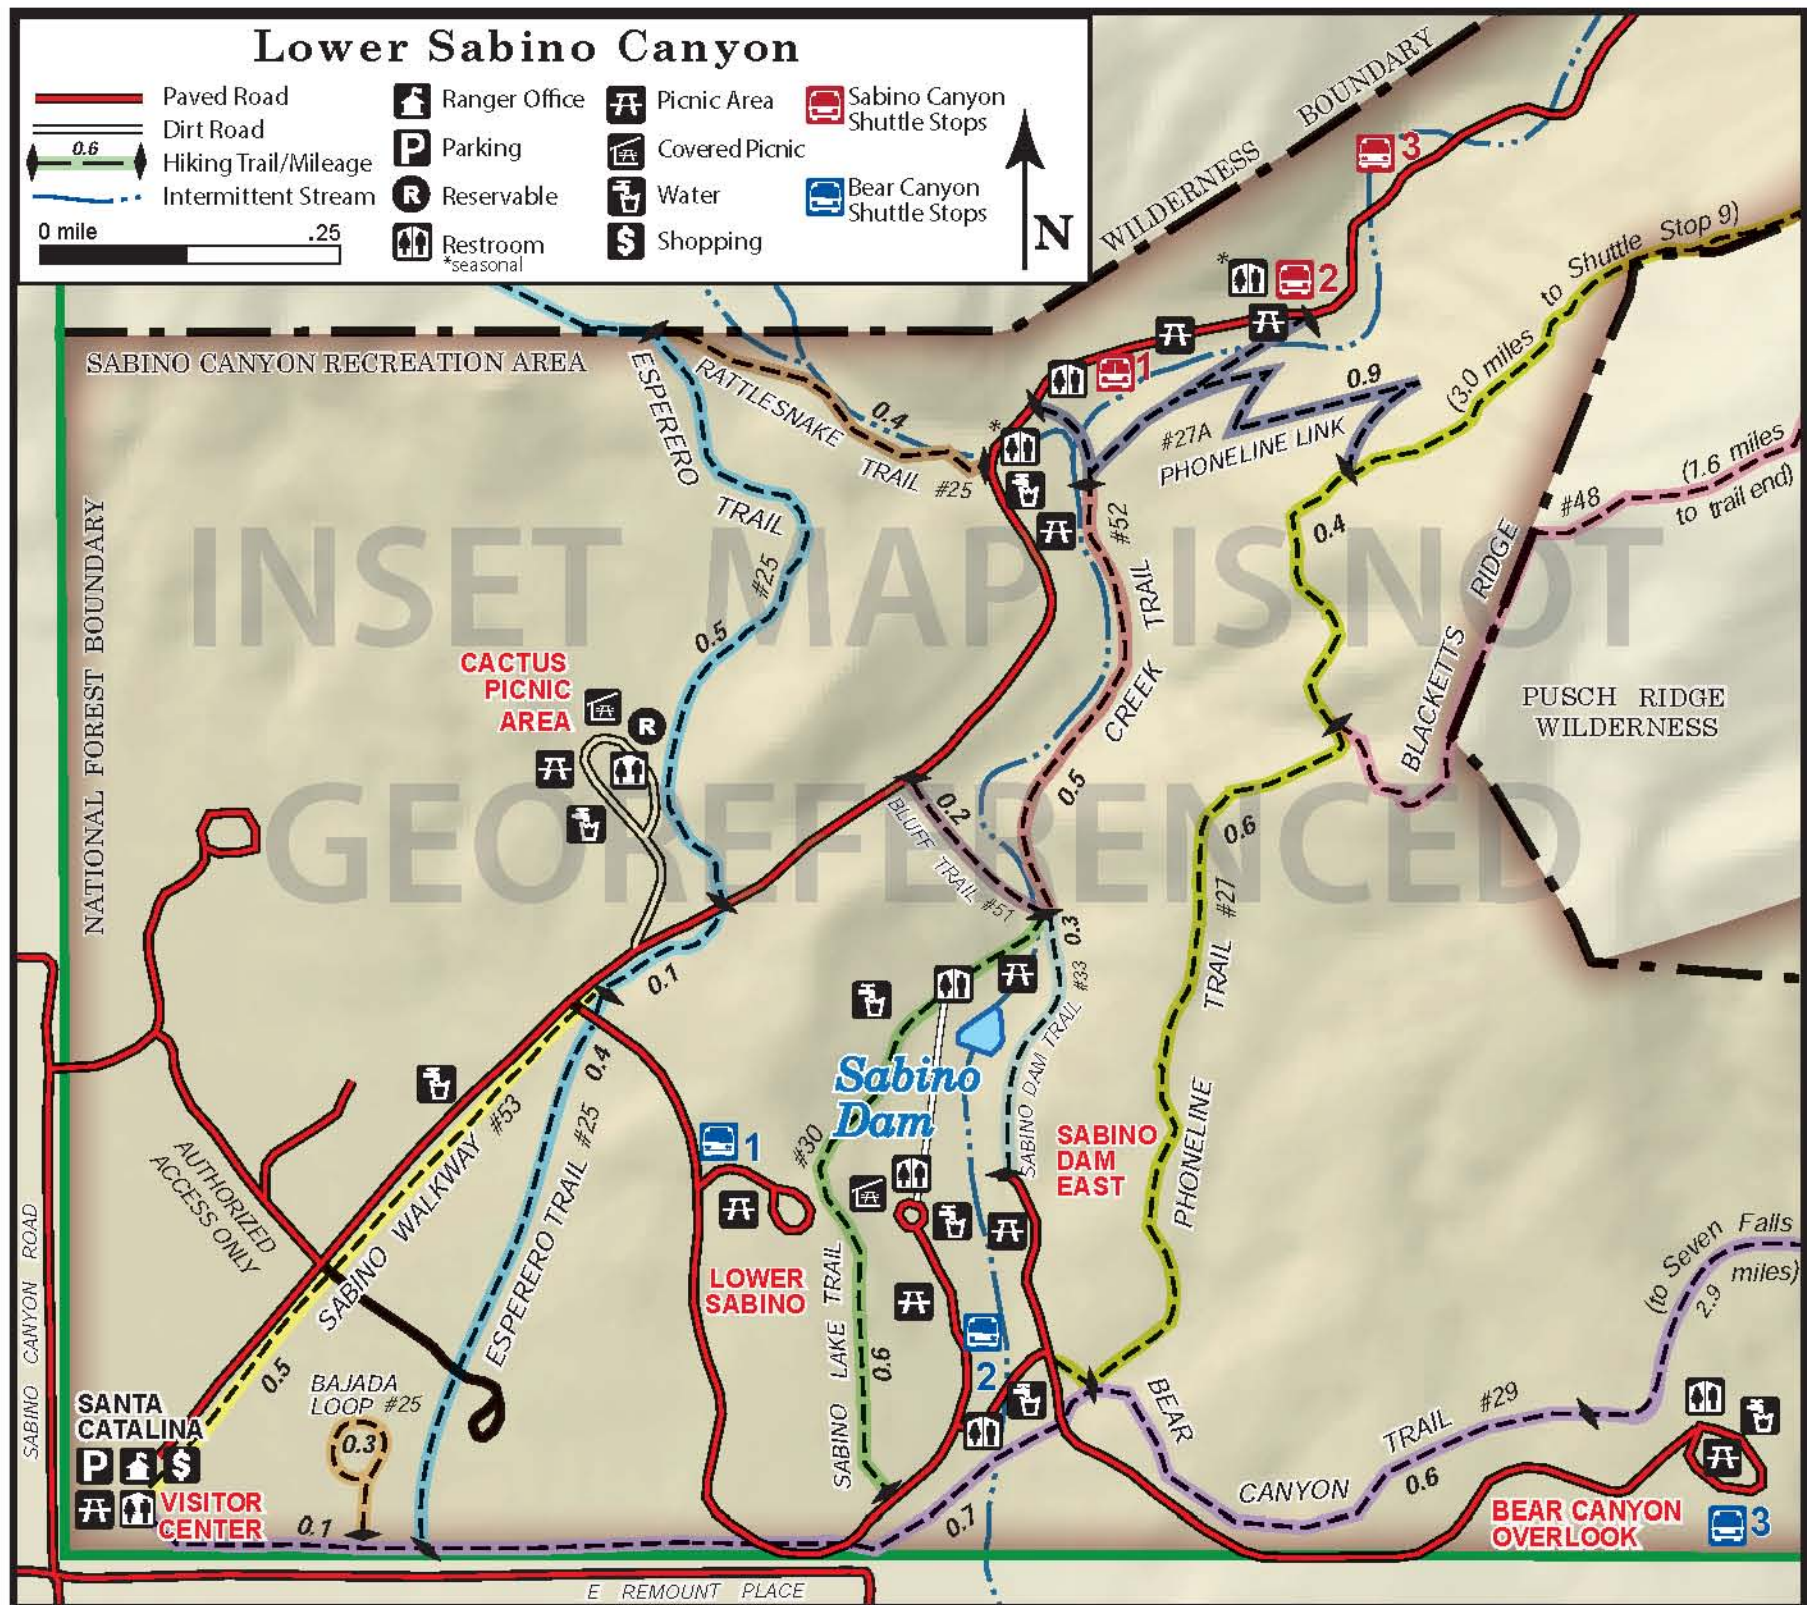 Lower Sabino Canyon
Paved Road
Dirt Road
0.6
Hiking Trail/Mileage
Intermittent Stream
0 mile .25
Ranger Office
P Parking
R Reservable
Restroom
*seasonal
Picnic Area
Covered Picnic
Water
$ Shopping
Sabino Canyon
Shuttle Stops
Bear Canyon
Shuttle Stops
N
WILDERNESS BOUNDARY
3
* 2
1
to Shuttle Stop 9)
(3.0 miles
SABINO CANYON RECREATION AREA
ESPERERO TRAIL #25
RATTLESNAKE TRAIL #25
0.4
*
0.9
#27A
PHONELINE LINK
#52
CREEK TRAIL
0.4
#48
(1.6 miles
to trail end)
BLACKETTS RIDGE
INSET MAP IS NOT
GEOREFERENCED
NATIONAL FOREST BOUNDARY
0.5
CACTUS
PICNIC
AREA
R
PUSCH RIDGE
WILDERNESS
0.5
0.2
BLUFF TRAIL #51
0.6
0.3
PHONELINE TRAIL #27
0.1
SABINO DAM TRAIL #33
0.4
Sabino
Dam
SABINO WALKWAY #53
ESPERERO TRAIL #25
1
#30
SABINO
DAM
EAST
AUTHORIZED
ACCESS ONLY
SABINO CANYON ROAD
LOWER
SABINO
SABINO LAKE TRAIL
0.6
(to Seven Falls
2.9 miles)
0.5
2
BAJADA
LOOP #25
0.3
SANTA
CATALINA
P $
VISITOR
CENTER
0.1
0.7
BEAR CANYON TRAIL #29
0.6
BEAR CANYON
OVERLOOK
3
E REMOUNT PLACE